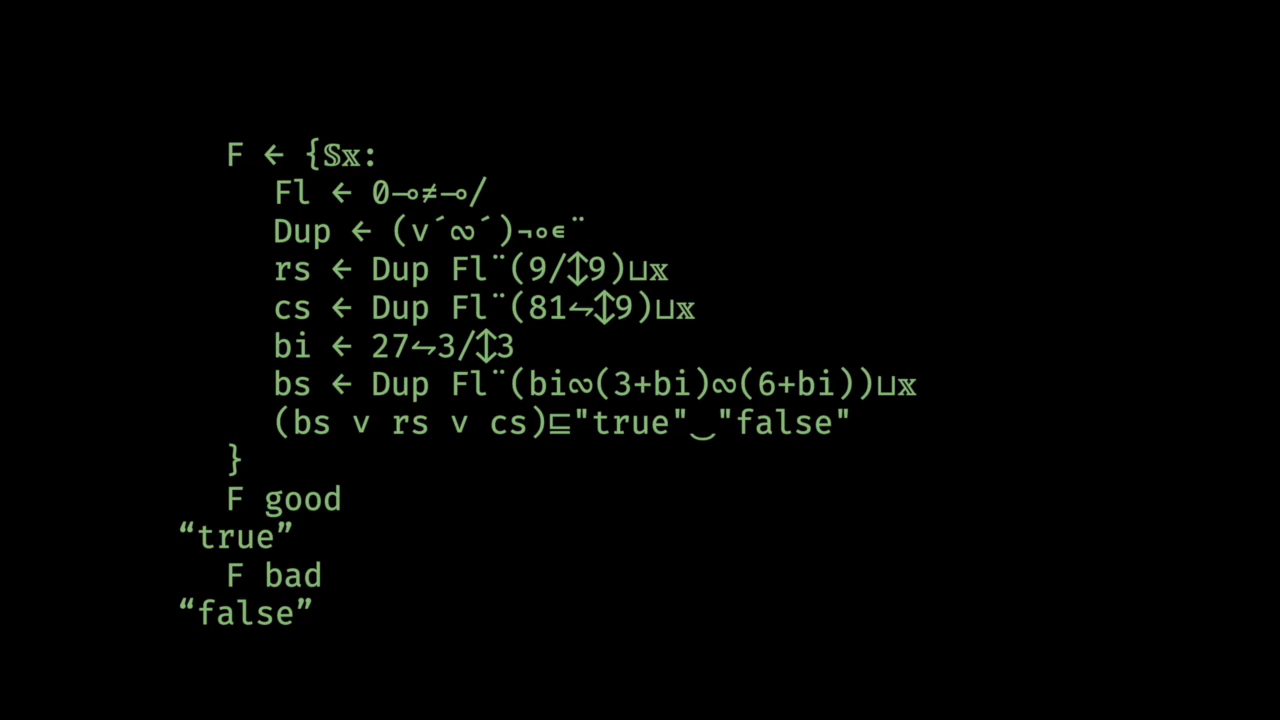 F ← {𝕊𝕩:
Fl ← 0⊸≠⊸/
Dup ← (∨´∾´)¬∘∊¨
rs ← Dup Fl¨(9/↕9)⊔𝕩
cs ← Dup Fl¨(81⥊↕9)⊔𝕩
bi ← 27⥊3/↕3
bs ← Dup Fl¨(bi∾(3+bi)∾(6+bi))⊔𝕩
(bs ∨ rs ∨ cs)⊑"true"‿"false"
}
F good
“true”
F bad
“false”